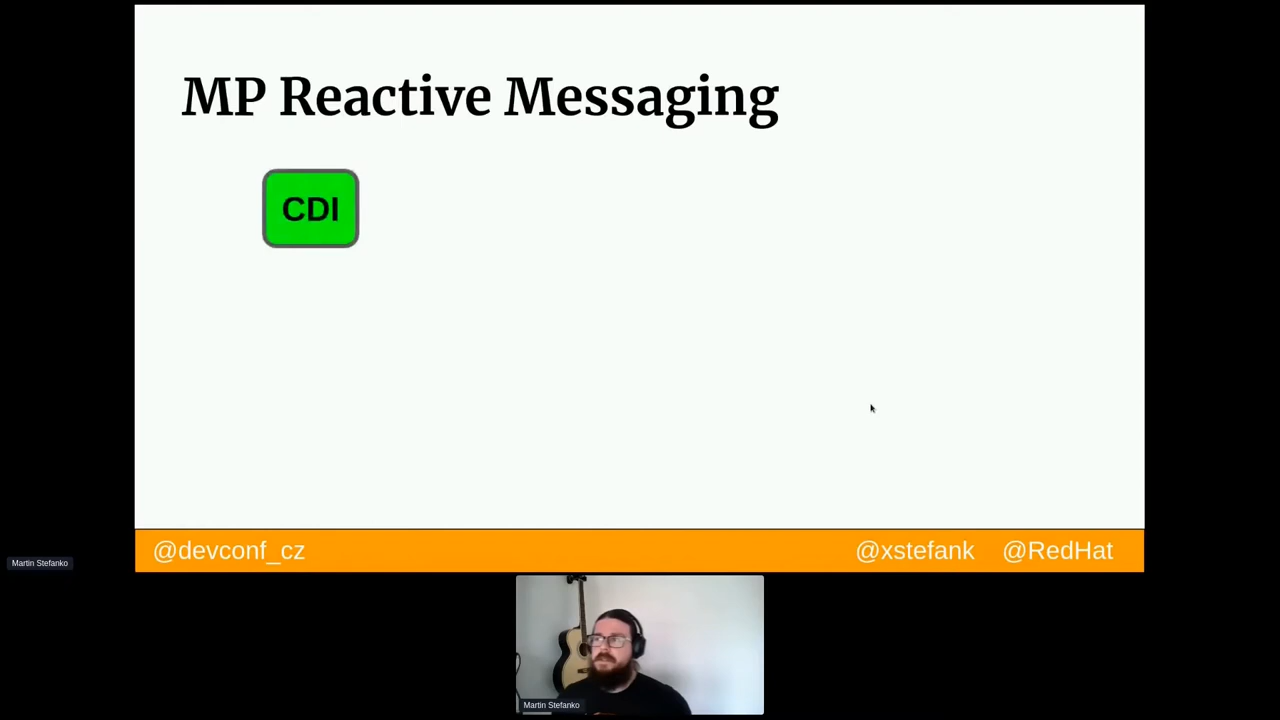 MP Reactive Messaging
CDI
@devconf_cz
@xstefank @RedHat
Martin Stefanko
Martin Stefanko